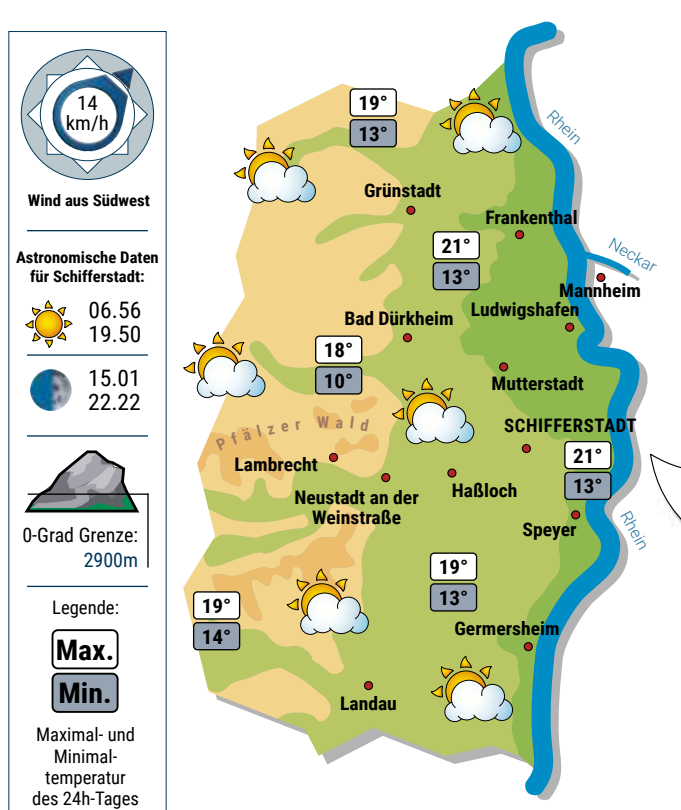 14
km/h
Wind aus Südwest
Astronomische Daten
für Schifferstadt:
06.56
19.50
15.01
22.22
0-Grad Grenze:
2900m
Legende:
Max.
Min.
Maximal- und
Minimal-
temperatur
des 24h-Tages
19°
13°
Rhein
Grünstadt
Frankenthal
21°
13°
Neckar
Mannheim
Ludwigshafen
Bad Dürkheim
18°
10°
Mutterstadt
Pfälzer Wald
SCHIFFERSTADT
21°
13°
Lambrecht
Haßloch
Neustadt an der
Weinstraße
Speyer
Rhein
19°
13°
19°
14°
Germersheim
Landau